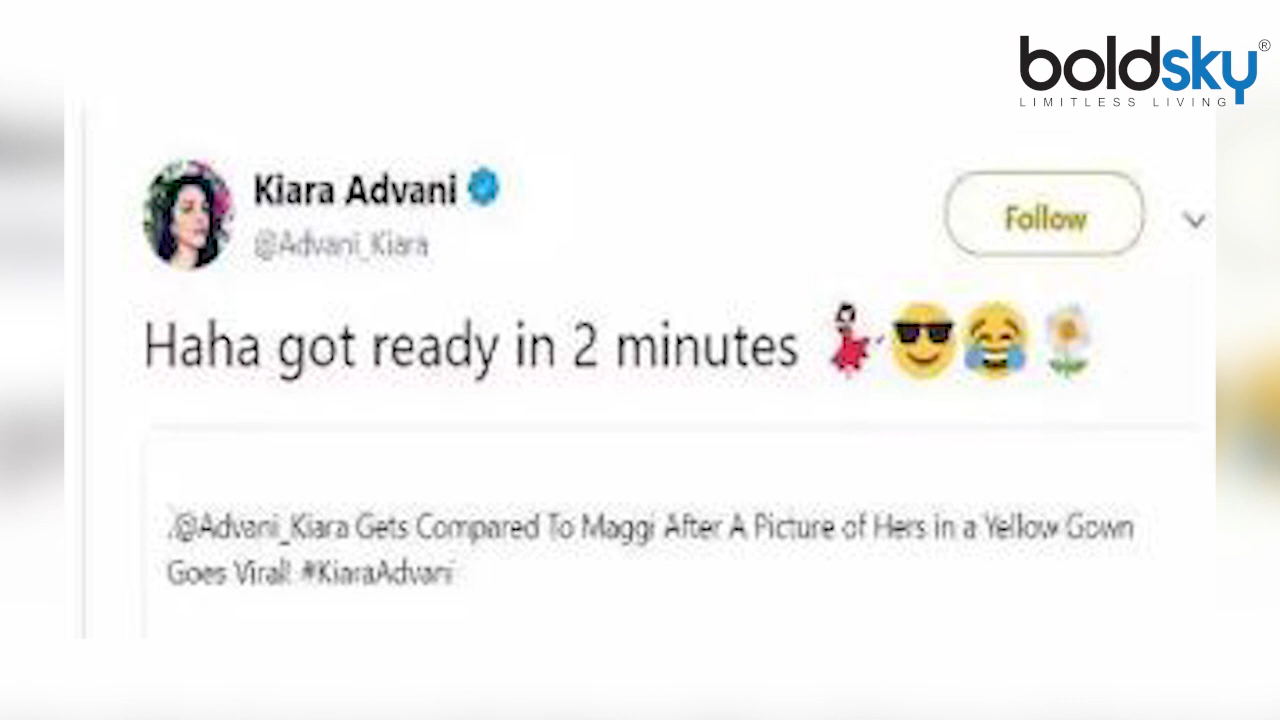 boldsky®
LIMITLESS LIVING
Kiara Advani
@Advani_Kiara
Follow
Haha got ready in 2 minutes 💃😎😂🌼
.@Advani_Kiara Gets Compared To Maggi After A Picture of Hers in a Yellow Gown
Goes Viral! #KiaraAdvani